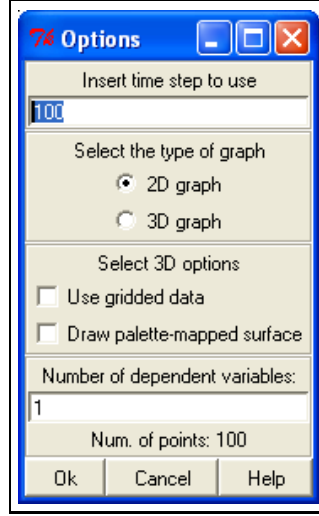 Options
Insert time step to use
100
Select the type of graph
2D graph
3D graph
Select 3D options
Use gridded data
Draw palette-mapped surface
Number of dependent variables:
1
Num. of points: 100
Ok Cancel Help